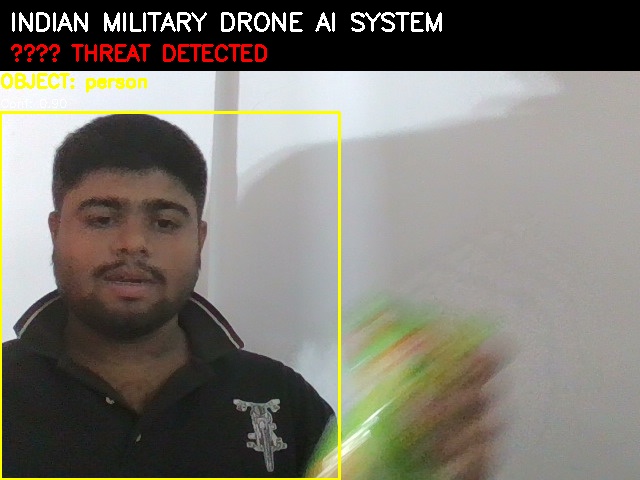 INDIAN MILITARY DRONE AI SYSTEM
???? THREAT DETECTED
OBJECT: person